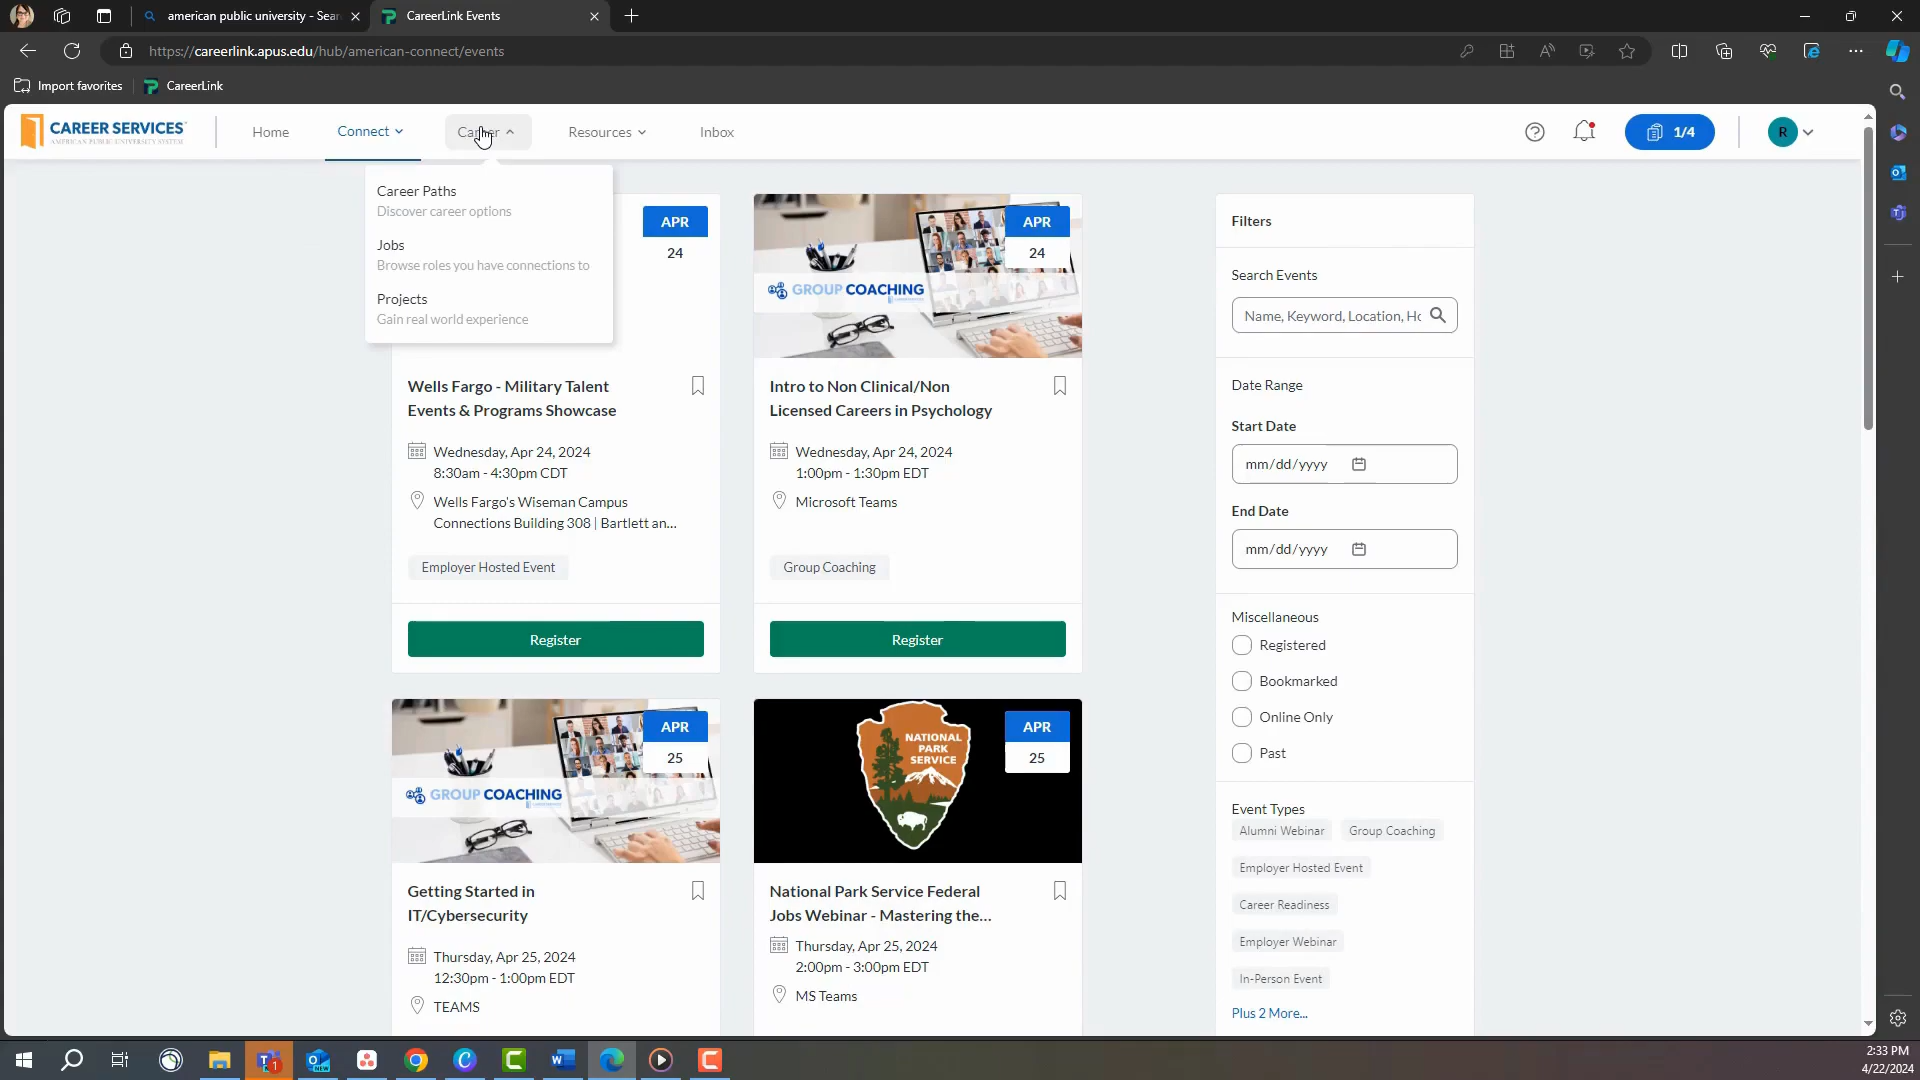 american public university - Sear
CareerLink Events
https://careerlink.apus.edu/hub/american-connect/events
Import favorites
CareerLink
CAREER SERVICES
AMERICAN PUBLIC UNIVERSITY SYSTEM
Home
Connect
Career
Resources
Inbox
1/4
R
Career Paths
Discover career options
Jobs
Browse roles you have connections to
Projects
Gain real world experience
APR
24
Wells Fargo - Military Talent
Events & Programs Showcase
Wednesday, Apr 24, 2024
8:30am - 4:30pm CDT
Wells Fargo's Wiseman Campus
Connections Building 308 | Bartlett an...
Employer Hosted Event
Register
APR
24
GROUP COACHING
Intro to Non Clinical/Non
Licensed Careers in Psychology
Wednesday, Apr 24, 2024
1:00pm - 1:30pm EDT
Microsoft Teams
Group Coaching
Register
APR
25
GROUP COACHING
Getting Started in
IT/Cybersecurity
Thursday, Apr 25, 2024
12:30pm - 1:00pm EDT
TEAMS
NATIONAL
PARK
SERVICE
APR
25
National Park Service Federal
Jobs Webinar - Mastering the...
Thursday, Apr 25, 2024
2:00pm - 3:00pm EDT
MS Teams
Filters
Search Events
Name, Keyword, Location, Ho
Date Range
Start Date
mm/dd/yyyy
End Date
mm/dd/yyyy
Miscellaneous
Registered
Bookmarked
Online Only
Past
Event Types
Alumni Webinar
Group Coaching
Employer Hosted Event
Career Readiness
Employer Webinar
In-Person Event
Plus 2 More...
2:33 PM
4/22/2024